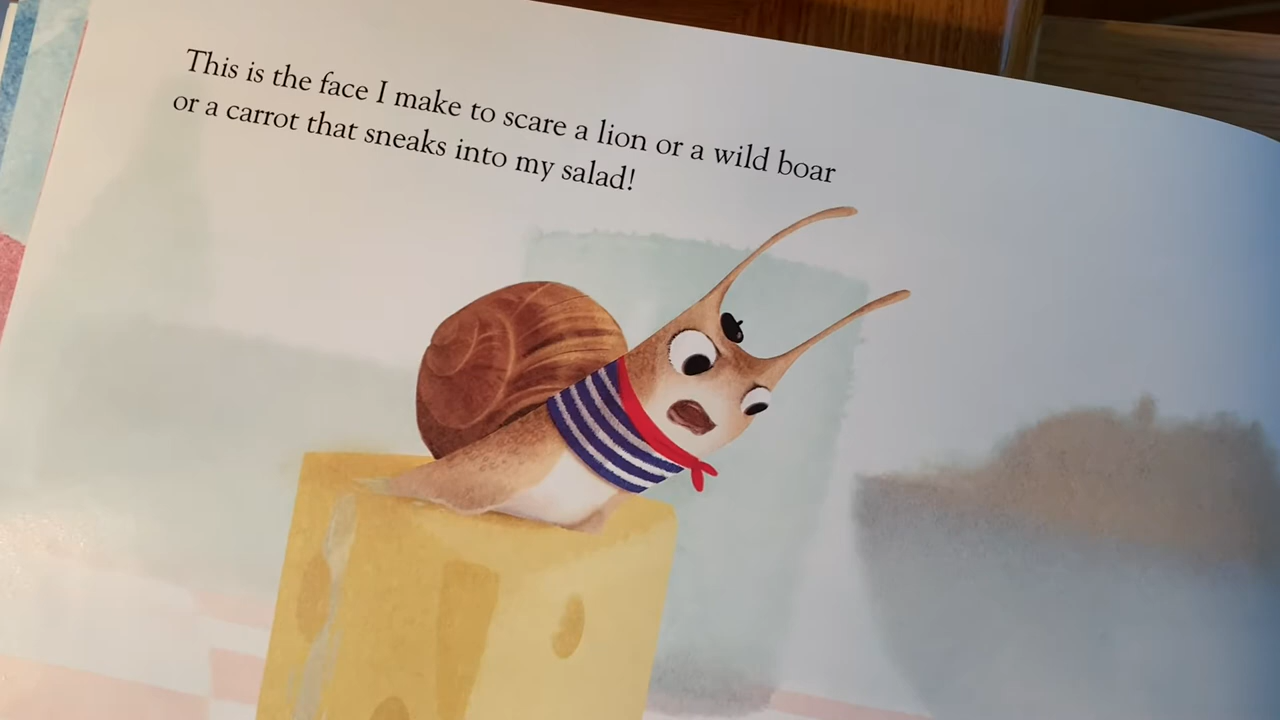 This is the face I make to scare a lion or a wild boar
or a carrot that sneaks into my salad!